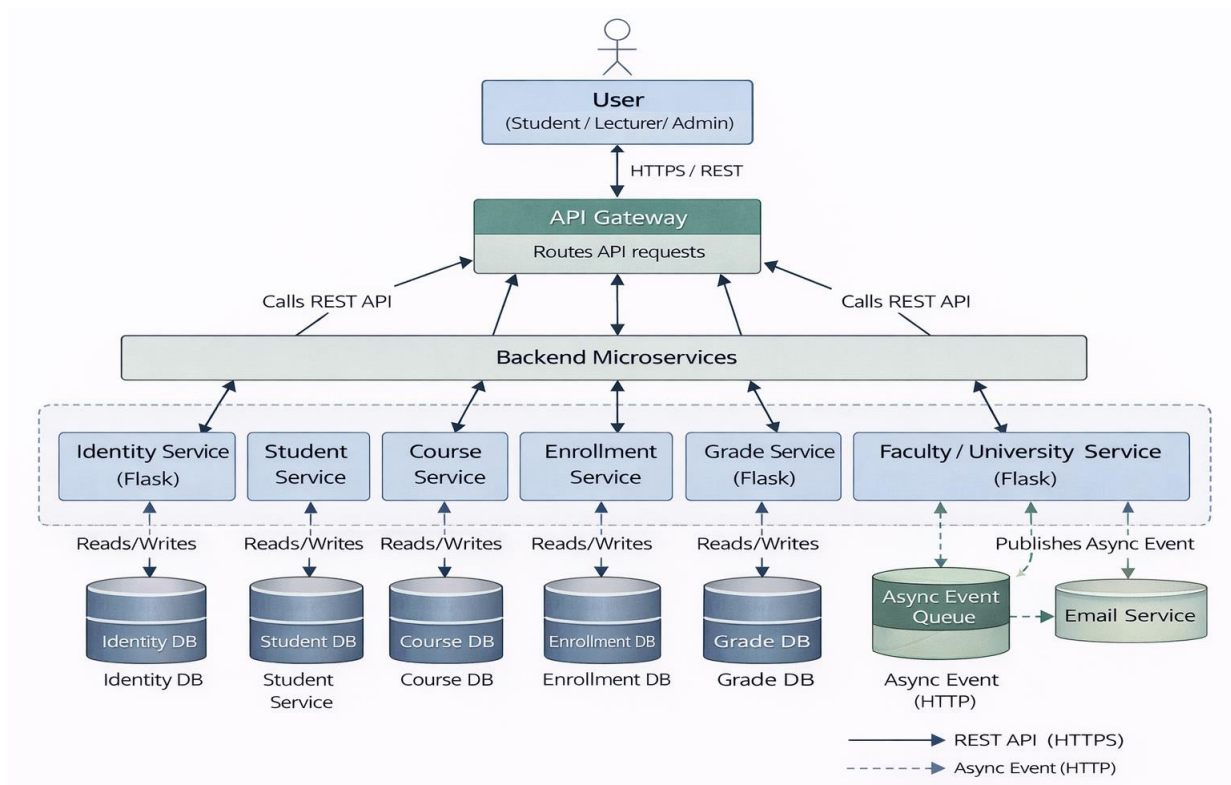 User
(Student / Lecturer/ Admin)
HTTPS / REST
API Gateway
Routes API requests
Calls REST API
Calls REST API
Backend Microservices
Identity Service
(Flask)
Student
Service
Course
Service
Enrollment
Service
Grade Service
(Flask)
Faculty / University Service
(Flask)
Reads/Writes
Reads/Writes
Reads/Writes
Reads/Writes
Reads/Writes
Publishes Async Event
Identity DB
Student DB
Course DB
Enrollment DB
Grade DB
Async Event
Queue
Email Service
Identity DB
Student
Service
Course DB
Enrollment DB
Grade DB
Async Event
(HTTP)
REST API (HTTPS)
Async Event (HTTP)